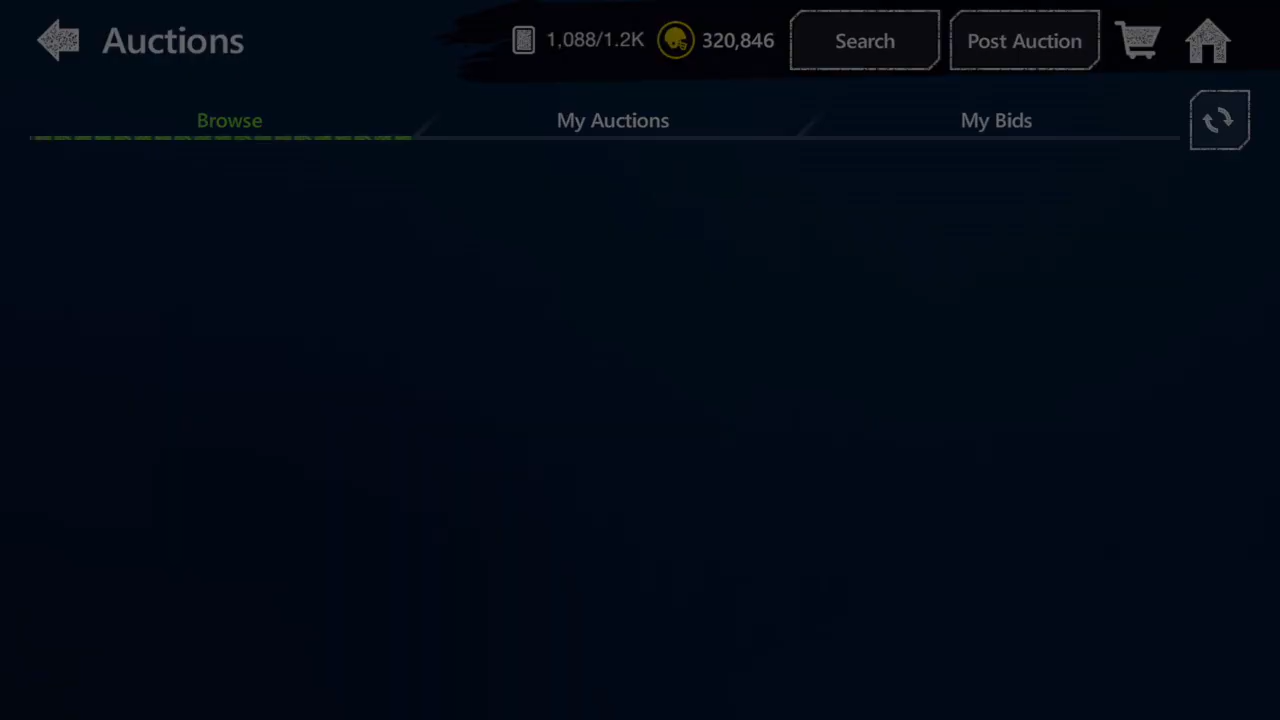 Auctions
1,088/1.2K
320,846
Search
Post Auction
Browse
My Auctions
My Bids